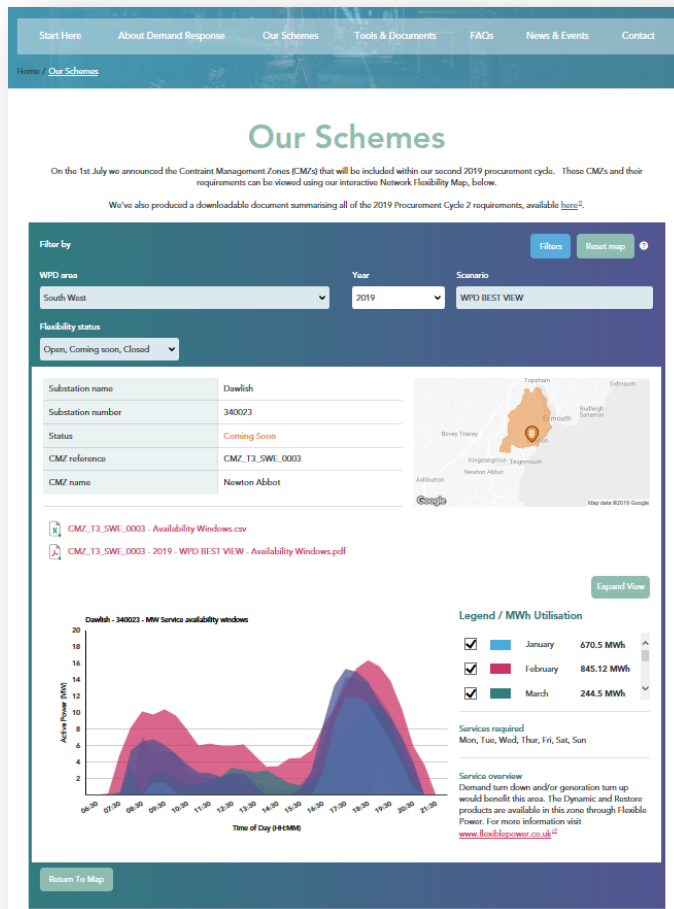 Start Here About Demand Response Our Schemes Tools & Documents FAQs News & Events Contact
Home / Our Schemes
Our Schemes
On the 1st July we announced the Contraint Management Zones (CMZs) that will be included within our second 2019 procurement cycle. These CMZs and their
requirements can be viewed using our interactive Network Flexibility Map, below.
We've also produced a downloadable document summarising all of the 2019 Procurement Cycle 2 requirements, available here.
Filter by Filters Reset map ?
WPD area Year Scenario
South West 2019 WPD BEST VIEW
Flexibility status
Open, Coming soon, Closed
Substation name Dawlish
Substation number 340023
Status Coming Soon
CMZ reference CMZ_T3_SWE_0003
CMZ name Newton Abbot
Topsham
Sidmouth
Exmouth
Budleigh
Salterton
Bovey Tracey
Kingsteignton Teignmouth
Newton Abbot
Ashburton
Google Map data ©2019 Google
CMZ_T3_SWE_0003 - Availability Windows.csv
CMZ_T3_SWE_0003 - 2019 - WPD BEST VIEW - Availability Windows.pdf
Expand View
Dawlish - 340023 - MW Service availability windows
Active Power (MW)
20
18
16
14
12
10
8
6
4
2
06:30 07:30 08:30 09:30 10:30 11:30 12:30 13:30 14:30 15:30 16:30 17:30 18:30 19:30 20:30 21:30
Time of Day (HH:MM)
Legend / MWh Utilisation
January 670.5 MWh
February 845.12 MWh
March 244.5 MWh
Services required
Mon, Tue, Wed, Thur, Fri, Sat, Sun
Service overview
Demand turn down and/or generation turn up
would benefit this area. The Dynamic and Restore
products are available in this zone through Flexible
Power. For more information visit
www.flexiblepower.co.uk
Return To Map